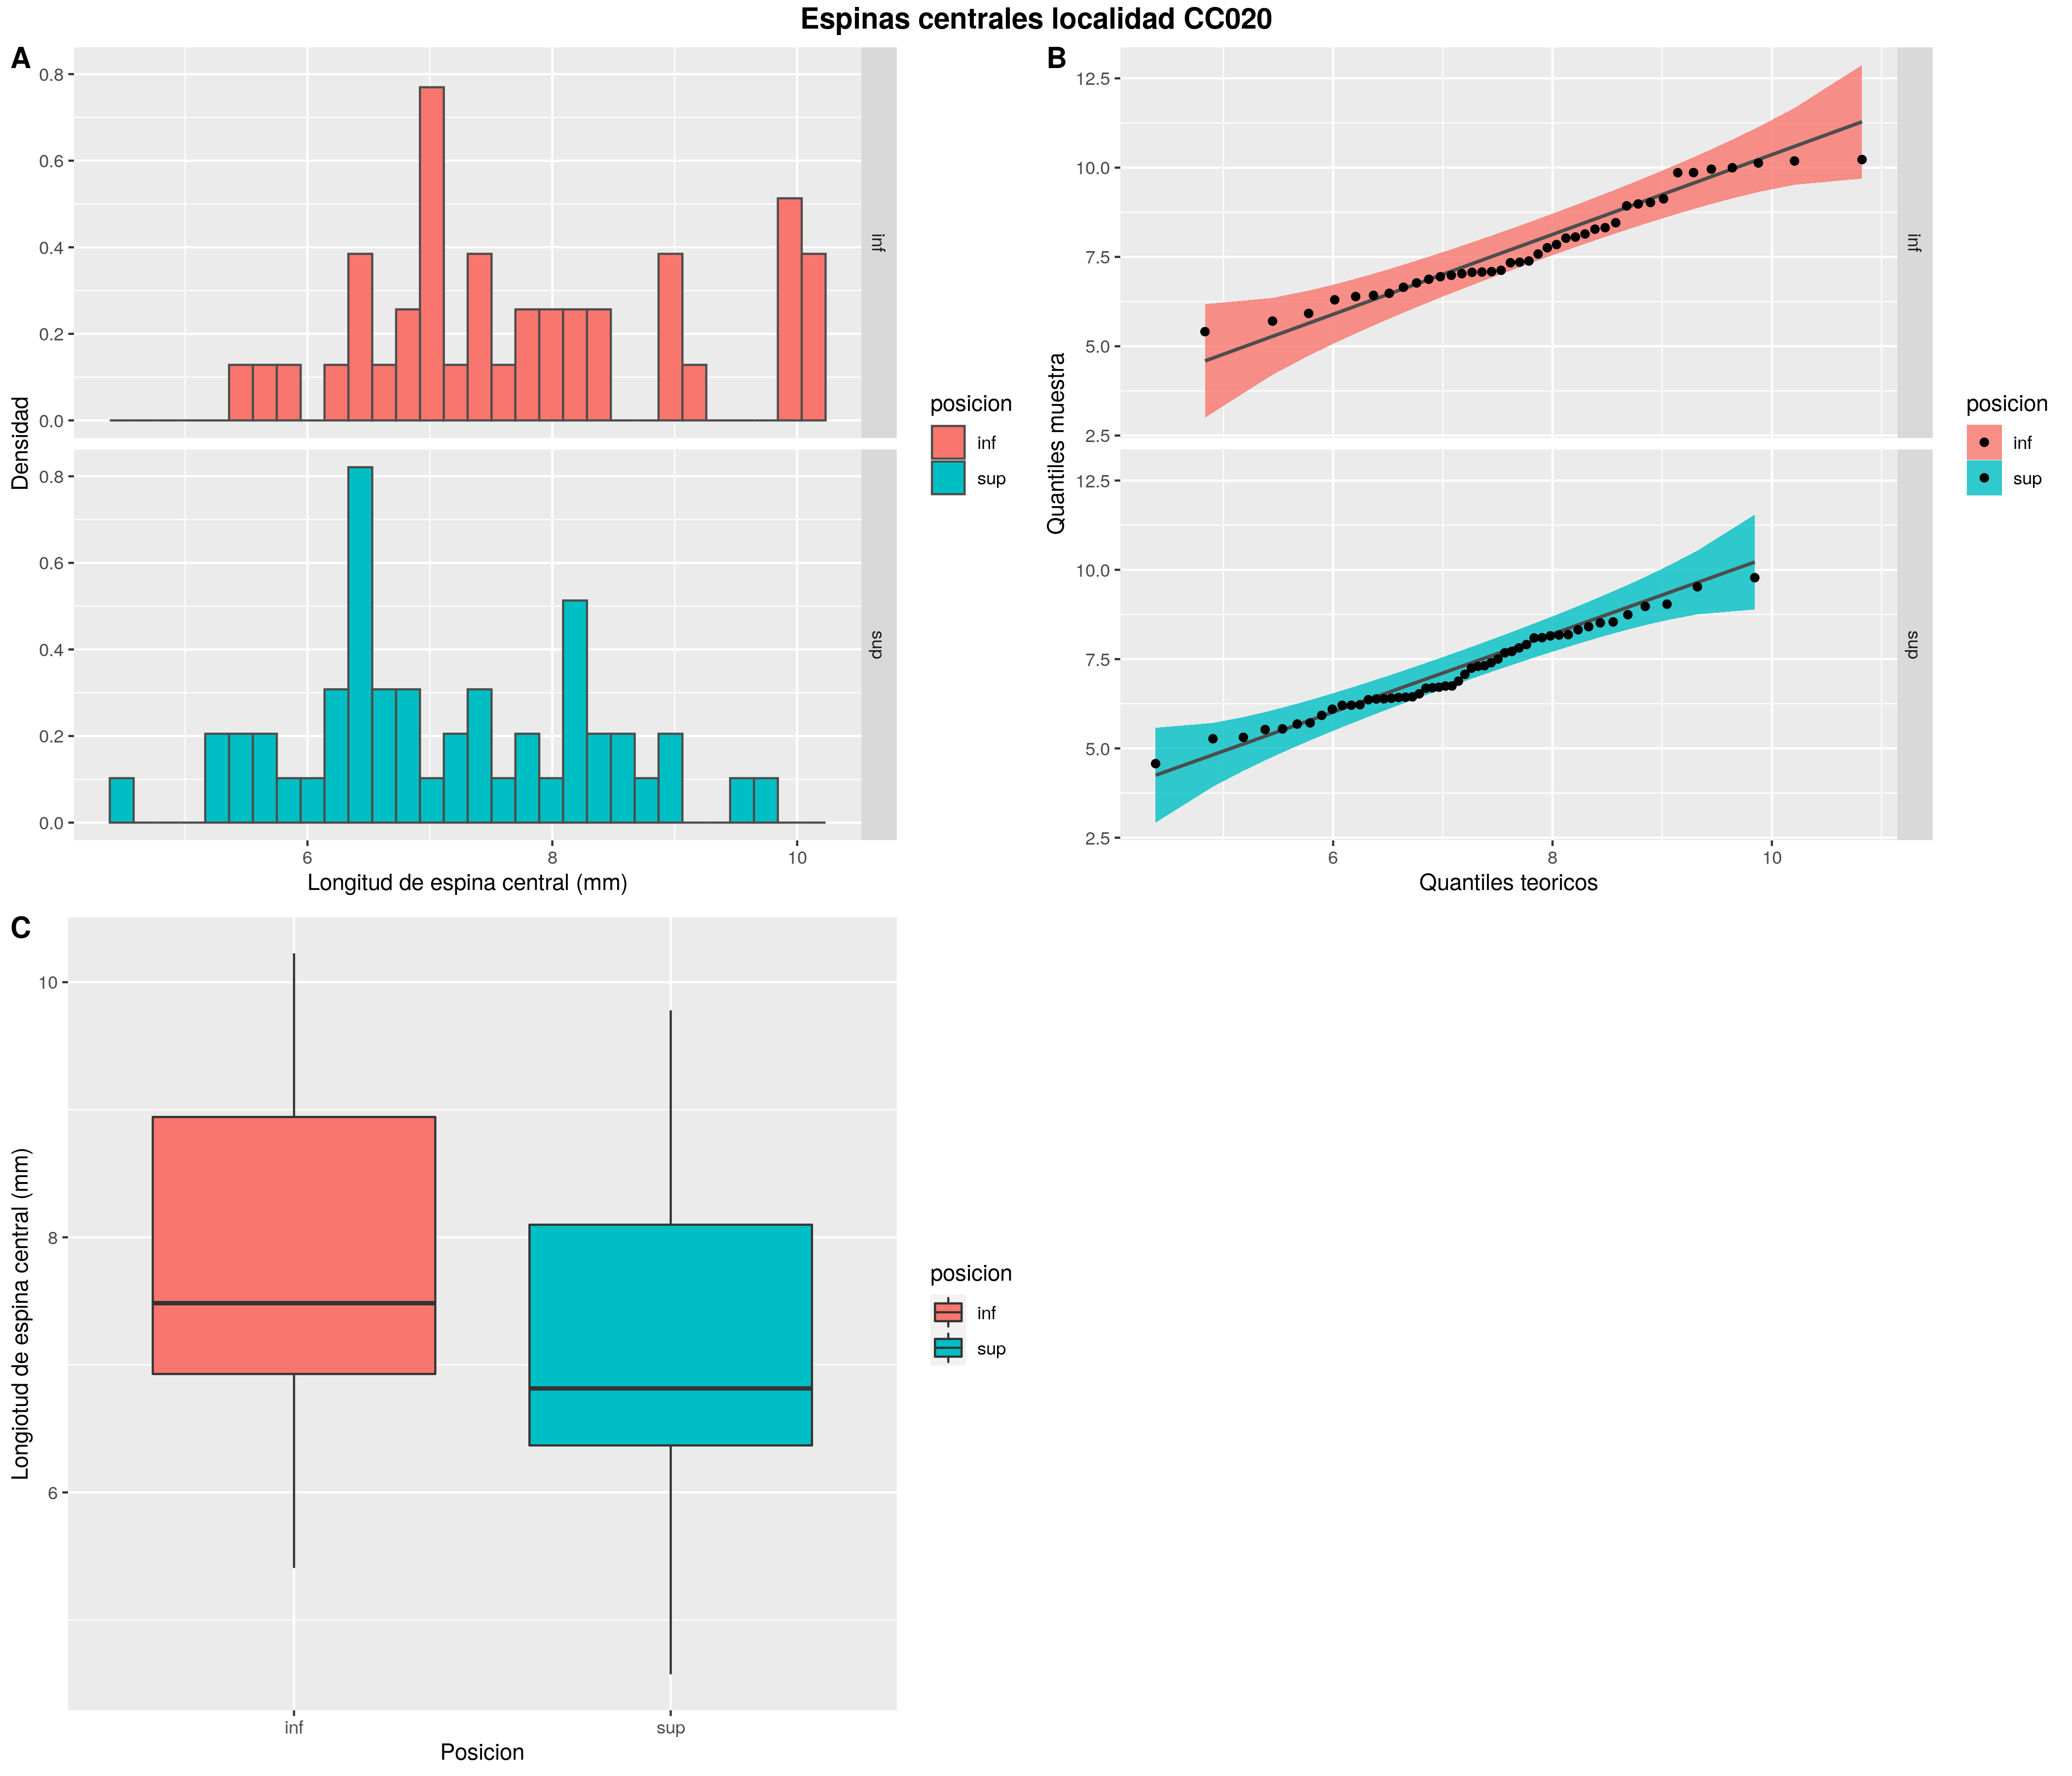 Espinas centrales localidad CC020
A
Densidad
0.8
0.6
0.4
0.2
0.0
inf
0.8
0.6
0.4
0.2
0.0
sup
6 8 10
Longitud de espina central (mm)
posicion
inf
sup
B
Quantiles muestra
12.5
10.0
7.5
5.0
2.5
inf
12.5
10.0
7.5
5.0
2.5
sup
6 8 10
Quantiles teoricos
posicion
inf
sup
C
Longiotud de espina central (mm)
10
8
6
inf sup
Posicion
posicion
inf
sup